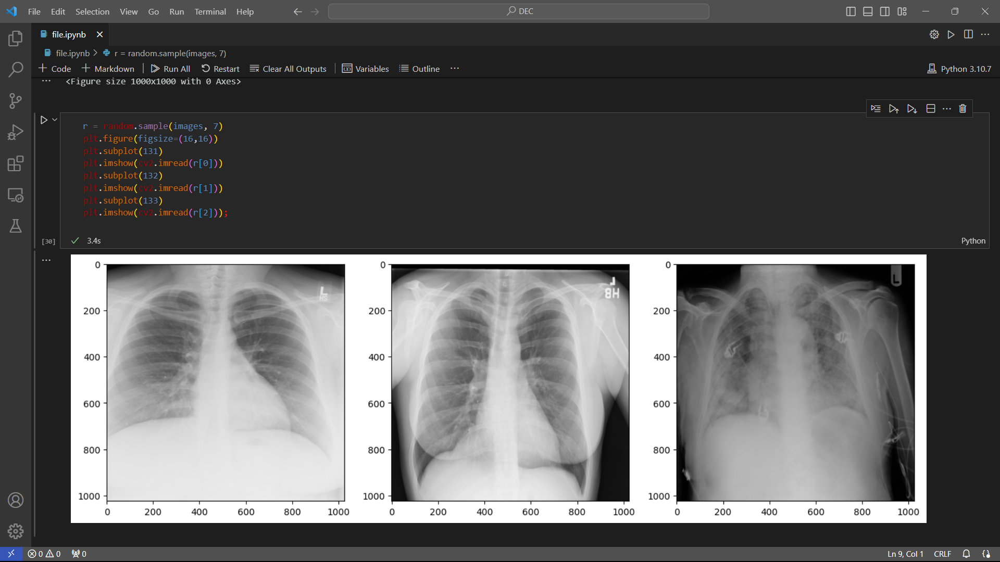 File Edit Selection View Go Run Terminal Help
DEC
file.ipynb
file.ipynb > r = random.sample(images, 7)
+ Code + Markdown | Run All Restart Clear All Outputs | Variables Outline ...
Python 3.10.7
... <Figure size 1000x1000 with 0 Axes>
r = random.sample(images, 7)
plt.figure(figsize=(16,16))
plt.subplot(131)
plt.imshow(cv2.imread(r[0]))
plt.subplot(132)
plt.imshow(cv2.imread(r[1]))
plt.subplot(133)
plt.imshow(cv2.imread(r[2]));
[30] 3.4s
Python
0
200
400
600
800
1000
0 200 400 600 800 1000
L
HS
0
200
400
600
800
1000
0 200 400 600 800 1000
L
HB
0
200
400
600
800
1000
0 200 400 600 800 1000
L
0 0 0
Ln 9, Col 1 CRLF